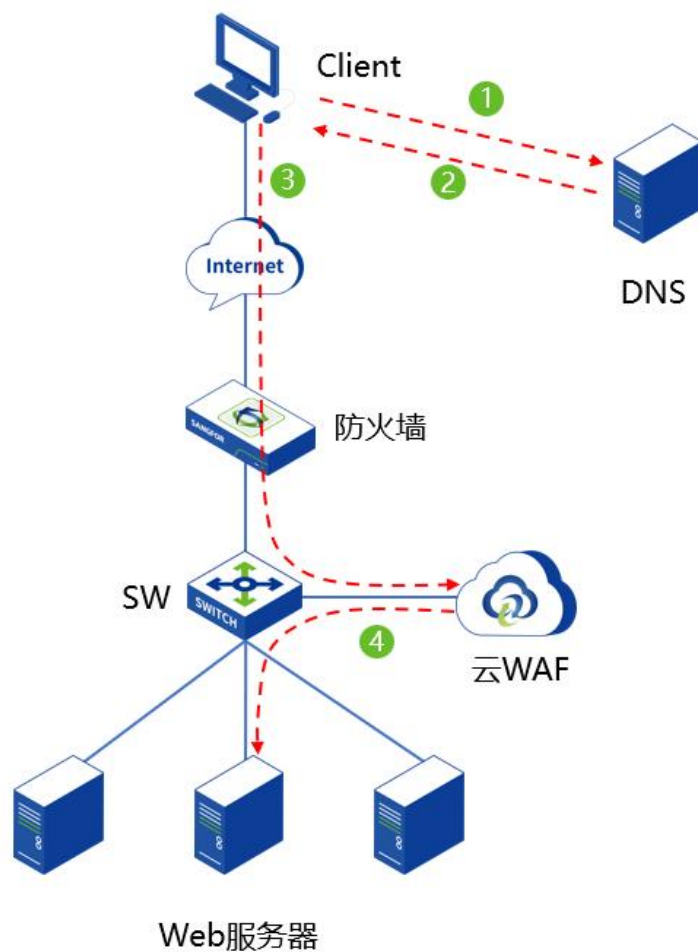 Client
1
2
3
Internet
DNS
SANGFOR
防火墙
SW
SWITCH
4
云WAF
Web服务器